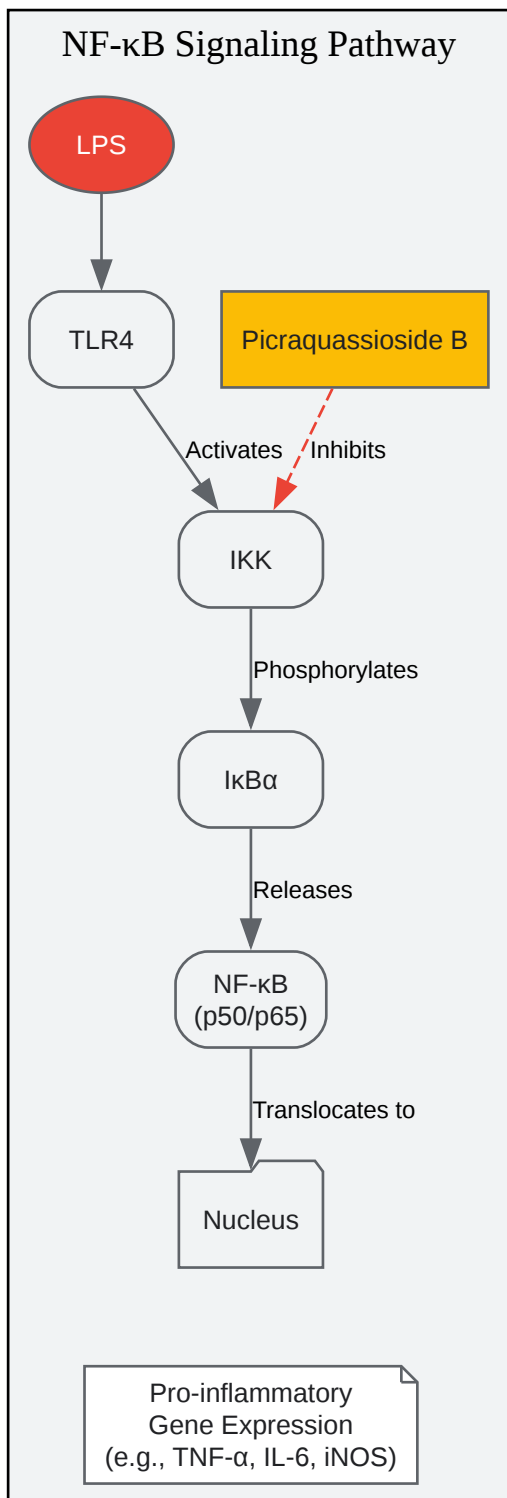 NF-κB Signaling Pathway
LPS
TLR4
Picraquassioside B
Activates
Inhibits
IKK
Phosphorylates
IκBα
Releases
NF-κB
(p50/p65)
Translocates to
Nucleus
Pro-inflammatory
Gene Expression
(e.g., TNF-α, IL-6, iNOS)